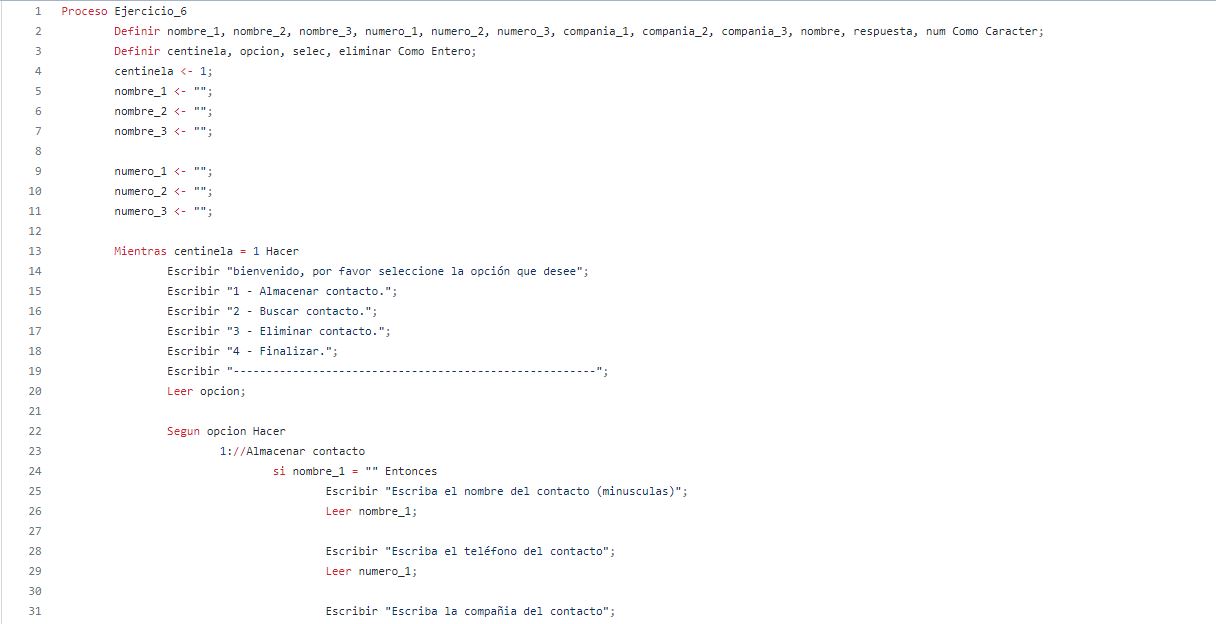 1 Proceso Ejercicio_6
2 Definir nombre_1, nombre_2, nombre_3, numero_1, numero_2, numero_3, compania_1, compania_2, compania_3, nombre, respuesta, num Como Caracter;
3 Definir centinela, opcion, selec, eliminar Como Entero;
4 centinela <- 1;
5 nombre_1 <- "";
6 nombre_2 <- "";
7 nombre_3 <- "";
8
9 numero_1 <- "";
10 numero_2 <- "";
11 numero_3 <- "";
12
13 Mientras centinela = 1 Hacer
14 Escribir "bienvenido, por favor seleccione la opción que desee";
15 Escribir "1 - Almacenar contacto.";
16 Escribir "2 - Buscar contacto.";
17 Escribir "3 - Eliminar contacto.";
18 Escribir "4 - Finalizar.";
19 Escribir "-------------------------------------------------------";
20 Leer opcion;
21
22 Segun opcion Hacer
23 1://Almacenar contacto
24 si nombre_1 = "" Entonces
25 Escribir "Escriba el nombre del contacto (minusculas)";
26 Leer nombre_1;
27
28 Escribir "Escriba el teléfono del contacto";
29 Leer numero_1;
30
31 Escribir "Escriba la compañia del contacto";